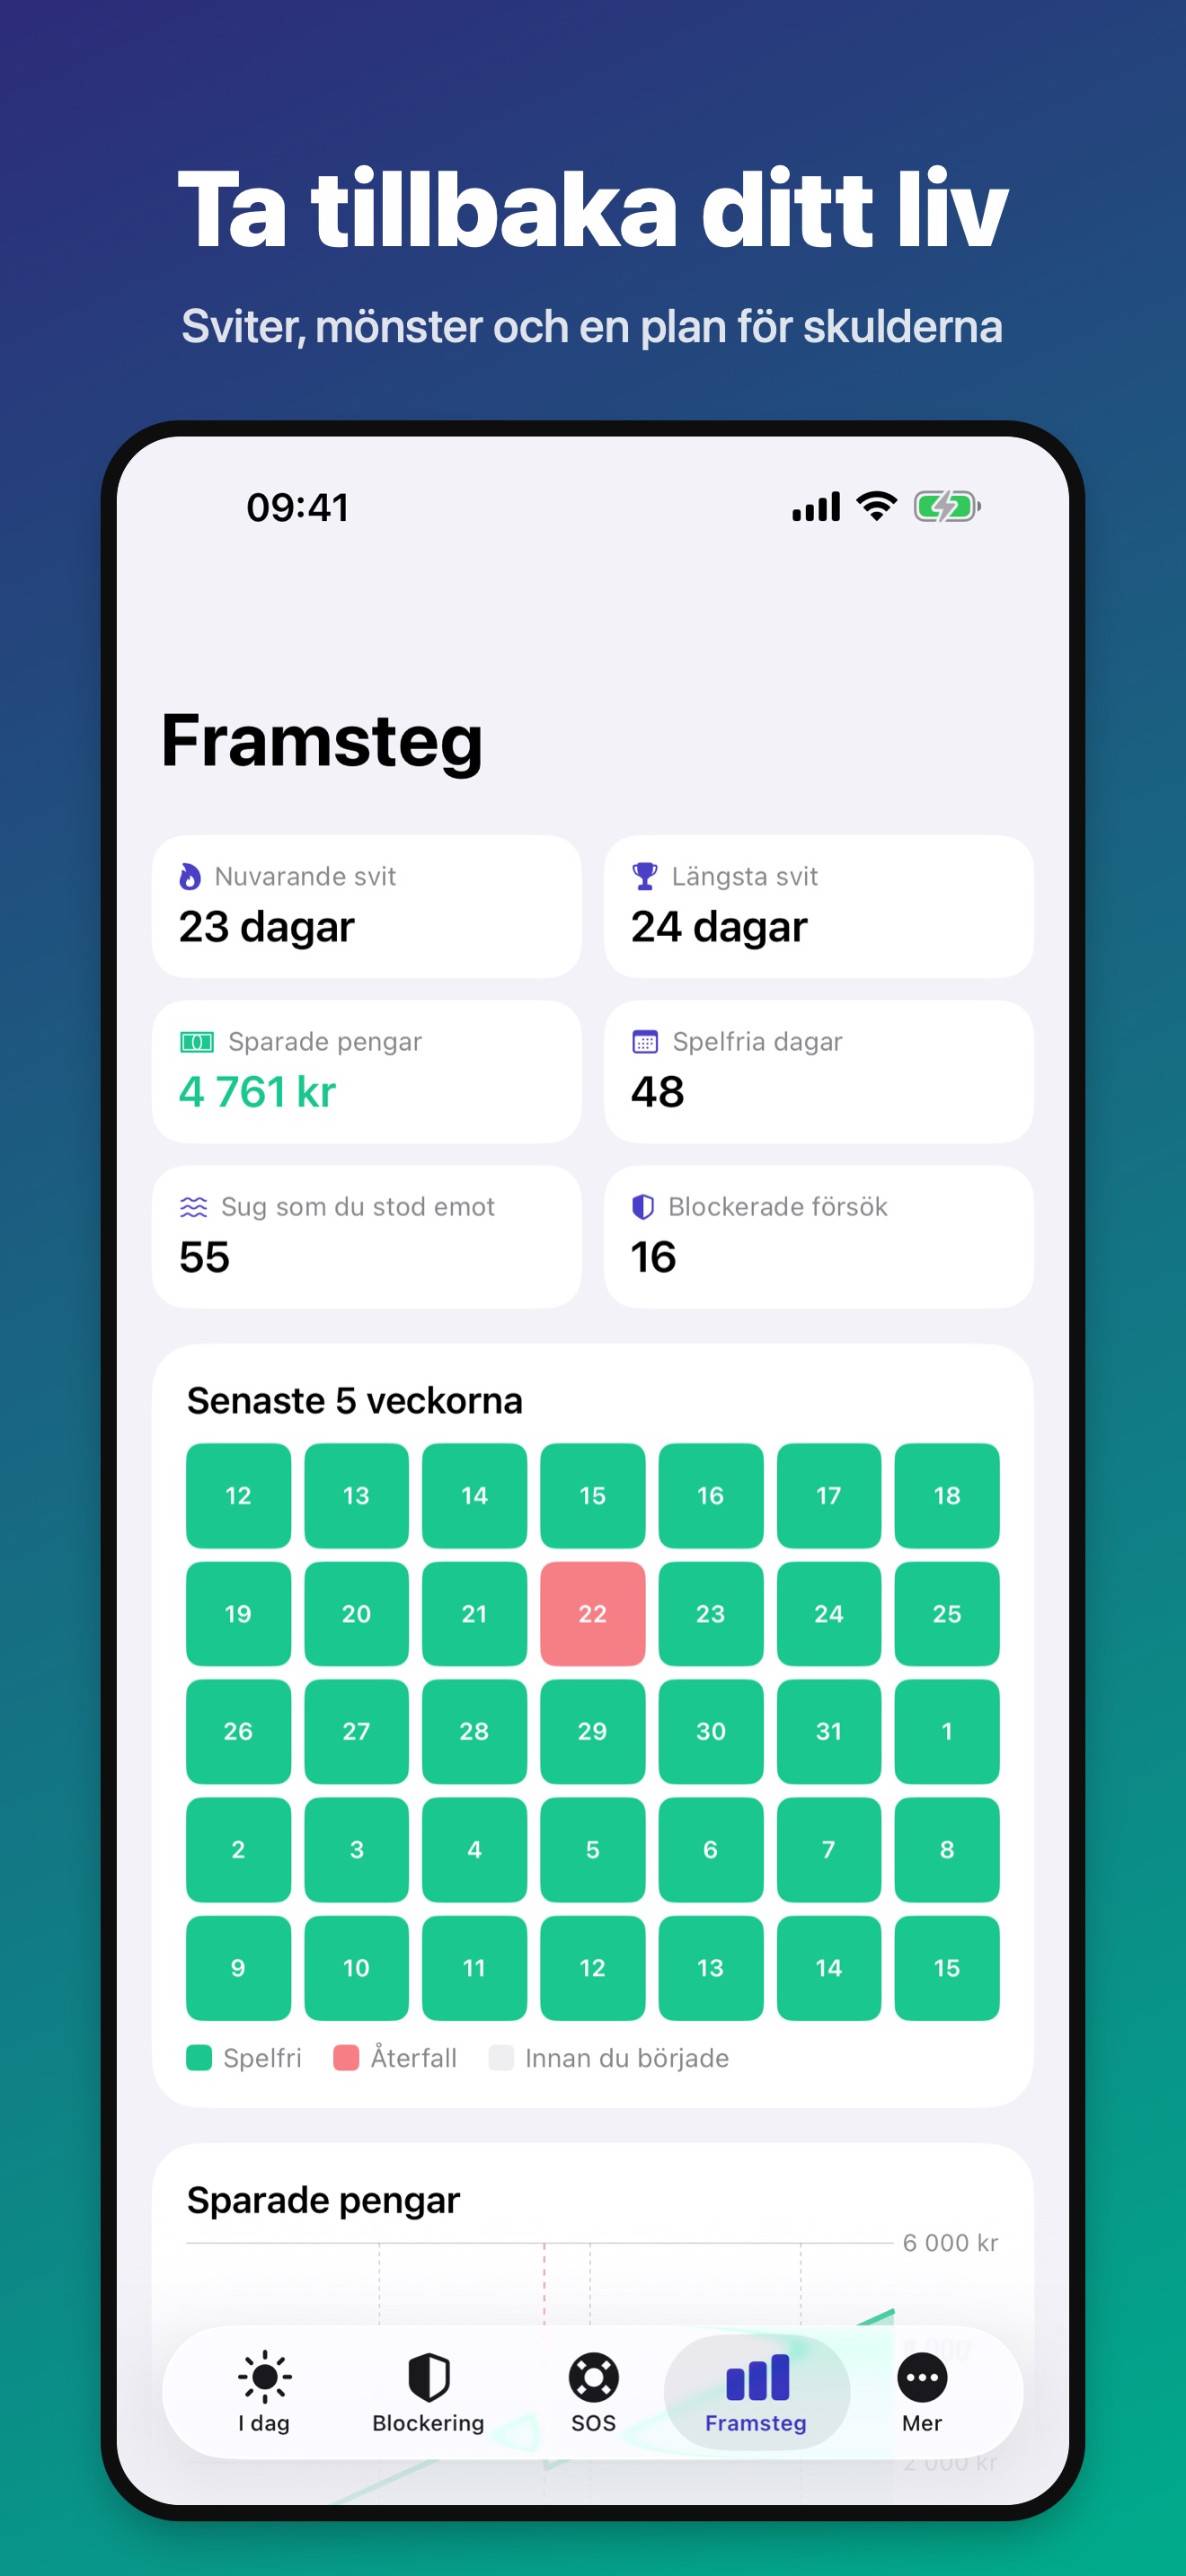 Ta tillbaka ditt liv
Sviter, mönster och en plan för skulderna
09:41
Framsteg
Nuvarande svit
23 dagar
Längsta svit
24 dagar
Sparade pengar
4 761 kr
Spelfria dagar
48
Sug som du stod emot
55
Blockerade försök
16
Senaste 5 veckorna
12 13 14 15 16 17 18
19 20 21 22 23 24 25
26 27 28 29 30 31 1
2 3 4 5 6 7 8
9 10 11 12 13 14 15
Spelfri Återfall Innan du började
Sparade pengar
6 000 kr
2 000 kr
I dag Blockering SOS Framsteg Mer